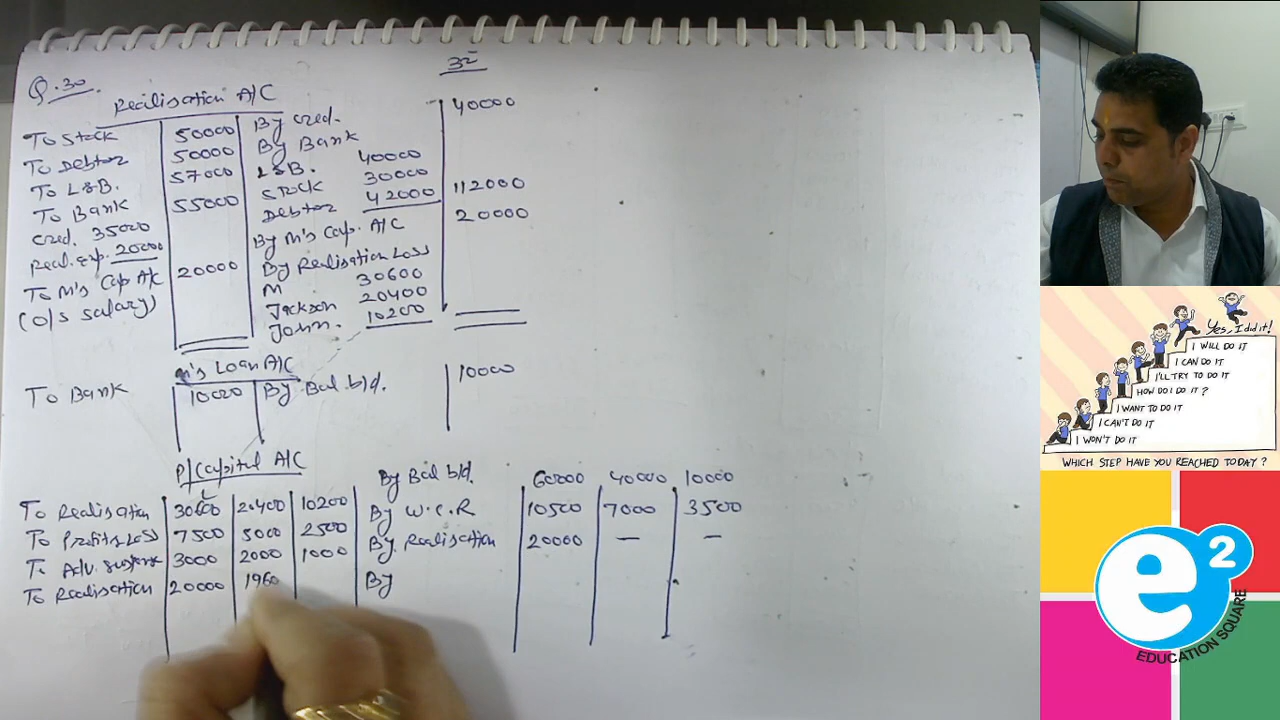 32
Q.30.
Realisation A/C
To Stock 50000 By cred. 40000
To Debtor 50000 By Bank
To L&B. 57000 L&B. 40000
To Bank 55000 Stock 30000 112000
cred. 35000 Debtor 42000
Real. exp. 20000 By M's Cap. A/C 20000
To M's Cap A/C 20000 By Realisation Loss
(O/S salary) M 30600
Jackson 20400
John. 10200
M's Loan A/C
To Bank 10000 By Bal b/d. 10000
P/Capital A/C
By Bal b/d. 60000 40000 10000
To Realisation 30600 20400 10200 By W.C.R 10500 7000 3500
To Profit & Loss 7500 5000 2500 By Realisation 20000 — —
To Adv. suspense 3000 2000 1000 By
To Realisation 20000 1960
Yes, I did it!
I WILL DO IT
I CAN DO IT
I'LL TRY TO DO IT
HOW DO I DO IT?
I WANT TO DO IT
I CAN'T DO IT
I WON'T DO IT
WHICH STEP HAVE YOU REACHED TODAY?
e2
EDUCATION SQUARE